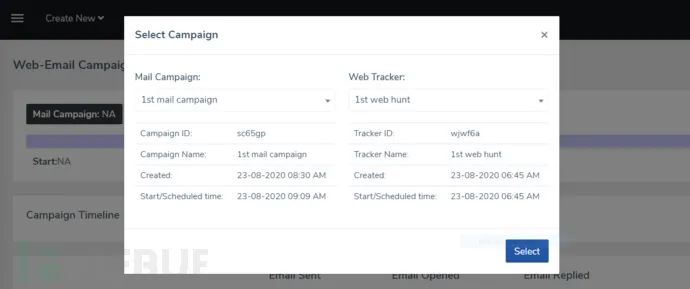 Create New
Select Campaign ×
Web-Email Campaig
Mail Campaign: Web Tracker:
1st mail campaign 1st web hunt
Mail Campaign: NA
Campaign ID: sc65gp Tracker ID: wjwf6a
Campaign Name: 1st mail campaign Tracker Name: 1st web hunt
Start:NA
Created: 23-08-2020 08:30 AM Created: 23-08-2020 06:45 AM
Start/Scheduled time: 23-08-2020 09:09 AM Start/Scheduled time: 23-08-2020 06:45 AM
Campaign Timeline
Select
Email Sent Email Opened Email Replied